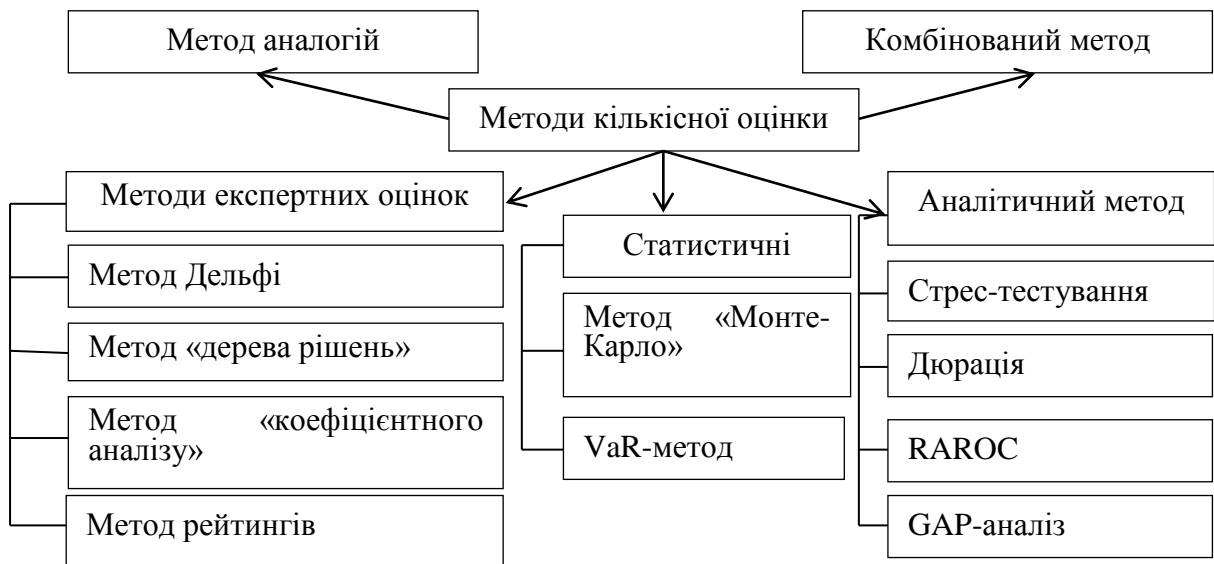 Метод аналогій
Комбінований метод
Методи кількісної оцінки
Методи експертних оцінок
Метод Дельфі
Метод «дерева рішень»
Метод «коефіцієнтного
аналізу»
Метод рейтингів
Статистичні
Метод «Монте-
Карло»
VaR-метод
Аналітичний метод
Стрес-тестування
Дюрація
RAROC
GAP-аналіз